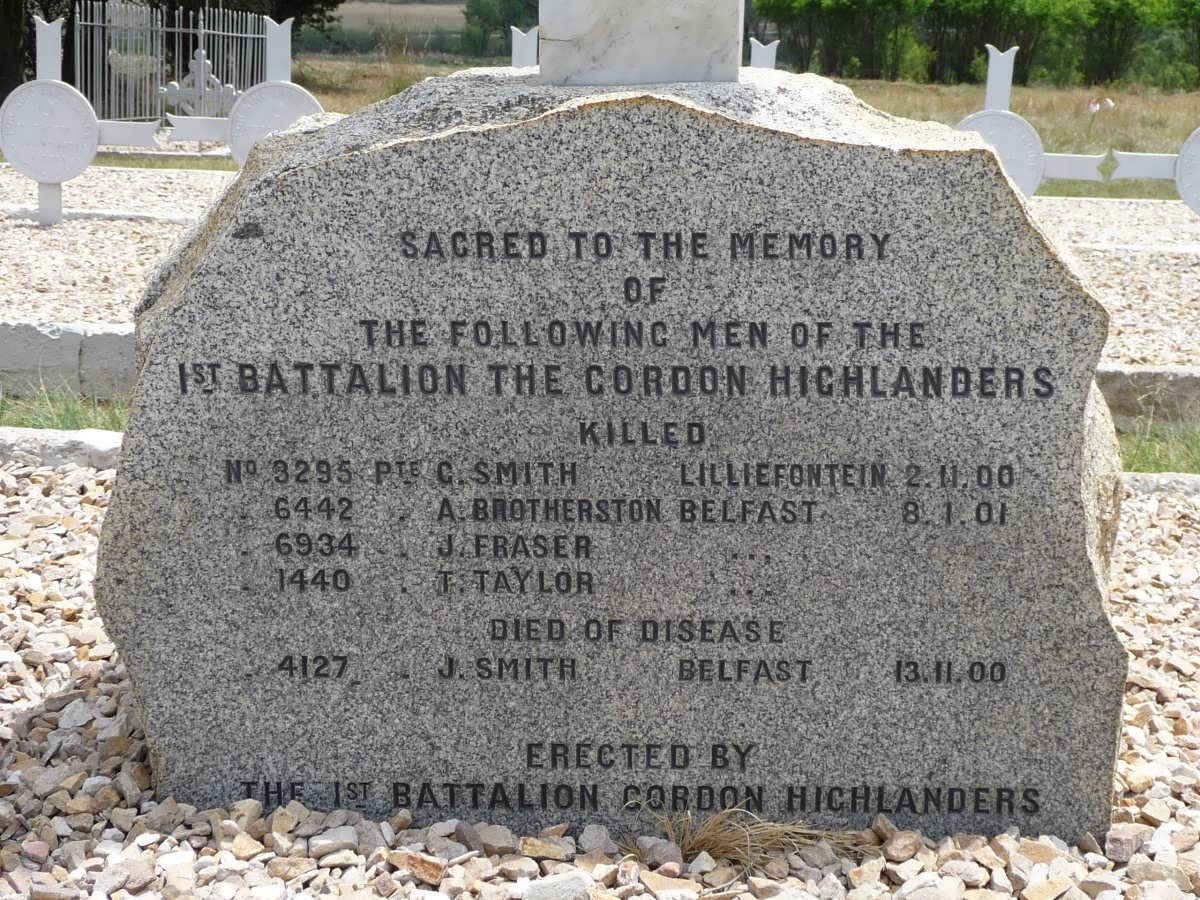 SACRED TO THE MEMORY
OF
THE FOLLOWING MEN OF THE
1ST BATTALION THE GORDON HIGHLANDERS
KILLED
No 3295 PTE G. SMITH LILLIEFONTEIN 2.11.00
. 6442 . A. BROTHERSTON BELFAST 8.1.01
. 6934 . J. FRASER ...
. 1440 . T. TAYLOR ...
DIED OF DISEASE
. 4127 . J. SMITH BELFAST 13.11.00
ERECTED BY
THE 1ST BATTALION GORDON HIGHLANDERS